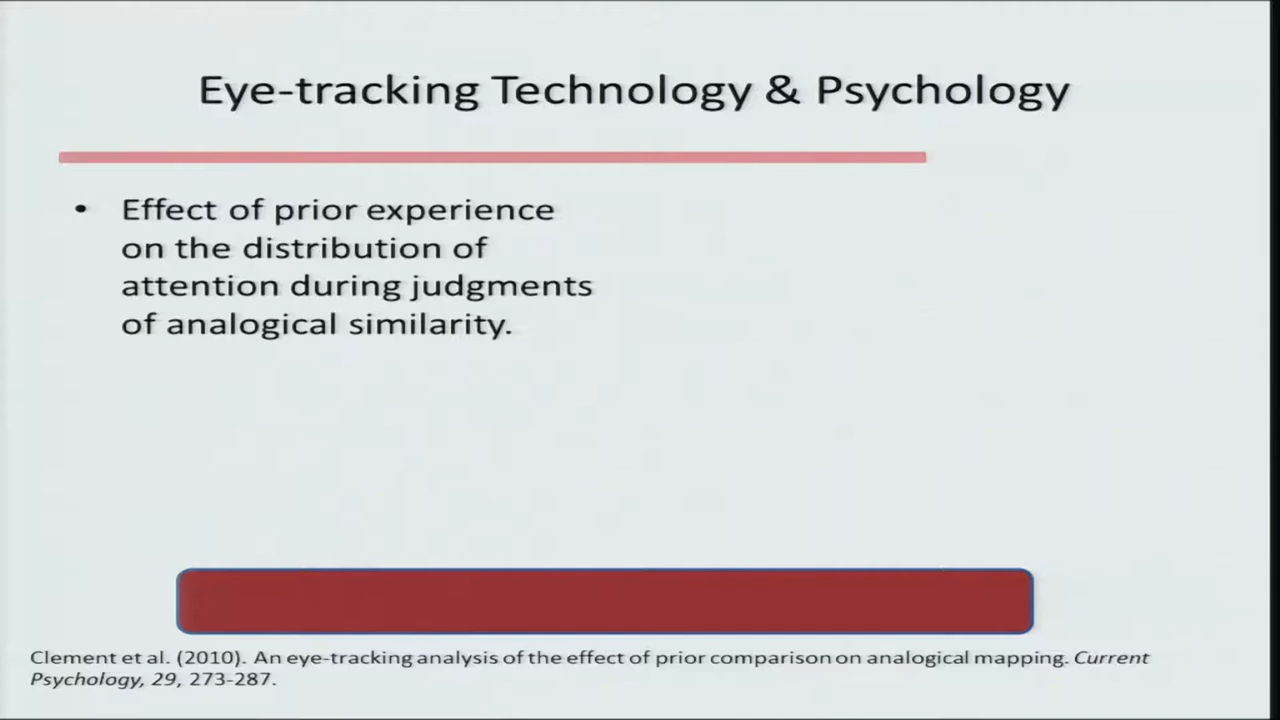 Eye-tracking Technology & Psychology
• Effect of prior experience
on the distribution of
attention during judgments
of analogical similarity.
Clement et al. (2010). An eye-tracking analysis of the effect of prior comparison on analogical mapping. Current
Psychology, 29, 273-287.